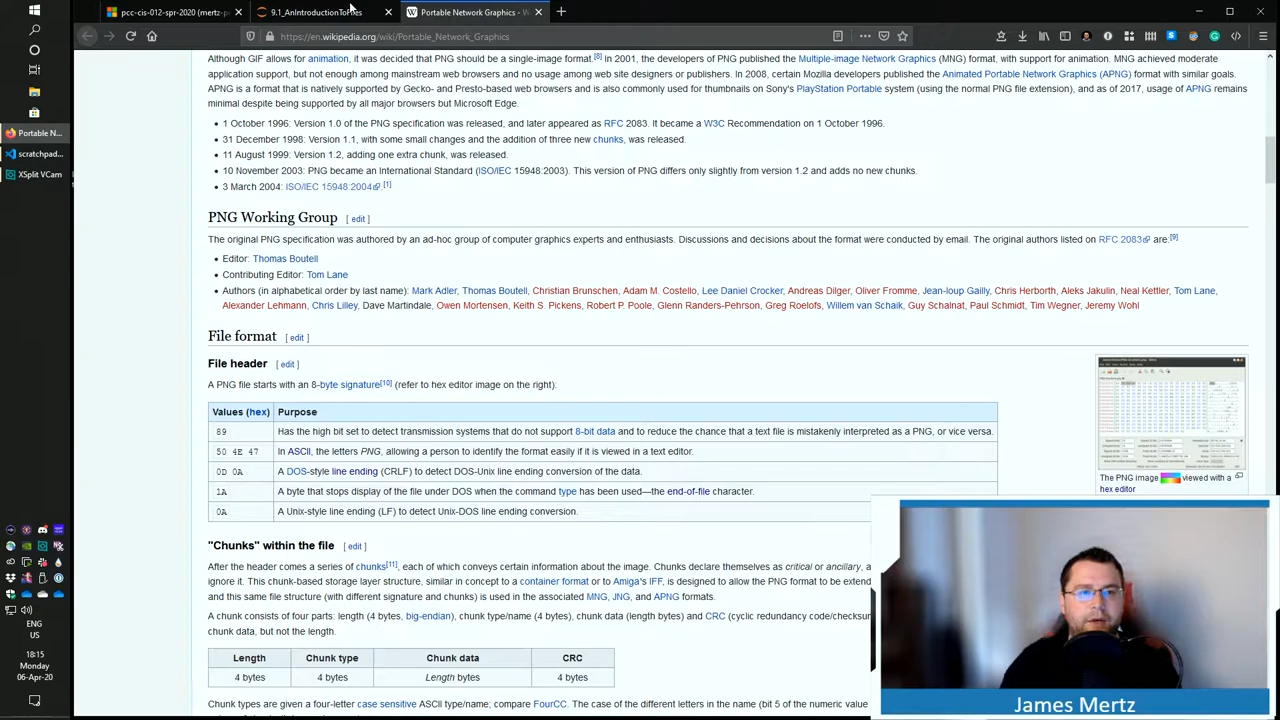 pcc-cis-012-spr-2020 (mertz-p
9.1_AnIntroductionToFiles
Portable Network Graphics - W
https://en.wikipedia.org/wiki/Portable_Network_Graphics
Although GIF allows for animation, it was decided that PNG should be a single-image format.[8] In 2001, the developers of PNG published the Multiple-image Network Graphics (MNG) format, with support for animation. MNG achieved moderate
application support, but not enough among mainstream web browsers and no usage among web site designers or publishers. In 2008, certain Mozilla developers published the Animated Portable Network Graphics (APNG) format with similar goals.
APNG is a format that is natively supported by Gecko- and Presto-based web browsers and is also commonly used for thumbnails on Sony's PlayStation Portable system (using the normal PNG file extension), and as of 2017, usage of APNG remains
minimal despite being supported by all major browsers but Microsoft Edge.
• 1 October 1996: Version 1.0 of the PNG specification was released, and later appeared as RFC 2083. It became a W3C Recommendation on 1 October 1996.
• 31 December 1998: Version 1.1, with some small changes and the addition of three new chunks, was released.
• 11 August 1999: Version 1.2, adding one extra chunk, was released.
• 10 November 2003: PNG became an International Standard (ISO/IEC 15948:2003). This version of PNG differs only slightly from version 1.2 and adds no new chunks.
• 3 March 2004: ISO/IEC 15948:2004.[1]
PNG Working Group [ edit ]
The original PNG specification was authored by an ad-hoc group of computer graphics experts and enthusiasts. Discussions and decisions about the format were conducted by email. The original authors listed on RFC 2083 are:[9]
• Editor: Thomas Boutell
• Contributing Editor: Tom Lane
• Authors (in alphabetical order by last name): Mark Adler, Thomas Boutell, Christian Brunschen, Adam M. Costello, Lee Daniel Crocker, Andreas Dilger, Oliver Fromme, Jean-loup Gailly, Chris Herborth, Aleks Jakulin, Neal Kettler, Tom Lane,
Alexander Lehmann, Chris Lilley, Dave Martindale, Owen Mortensen, Keith S. Pickens, Robert P. Poole, Glenn Randers-Pehrson, Greg Roelofs, Willem van Schaik, Guy Schalnat, Paul Schmidt, Tim Wegner, Jeremy Wohl
File format [ edit ]
File header [ edit ]
A PNG file starts with an 8-byte signature[10] (refer to hex editor image on the right):
Values (hex) Purpose
89 Has the high bit set to detect transmission systems that do not support 8-bit data and to reduce the chance that a text file is mistakenly interpreted as a PNG, or vice versa.
50 4E 47 In ASCII, the letters PNG, allowing a person to identify the format easily if it is viewed in a text editor.
0D 0A A DOS-style line ending (CRLF) to detect DOS-Unix line ending conversion of the data.
1A A byte that stops display of the file under DOS when the command type has been used—the end-of-file character.
0A A Unix-style line ending (LF) to detect Unix-DOS line ending conversion.
The PNG image viewed with a
hex editor
"Chunks" within the file [ edit ]
After the header comes a series of chunks[11], each of which conveys certain information about the image. Chunks declare themselves as critical or ancillary, a
ignore it. This chunk-based storage layer structure, similar in concept to a container format or to Amiga's IFF, is designed to allow the PNG format to be extend
and this same file structure (with different signature and chunks) is used in the associated MNG, JNG, and APNG formats.
A chunk consists of four parts: length (4 bytes, big-endian), chunk type/name (4 bytes), chunk data (length bytes) and CRC (cyclic redundancy code/checksum
chunk data, but not the length.
Length Chunk type Chunk data CRC
4 bytes 4 bytes Length bytes 4 bytes
Chunk types are given a four-letter case sensitive ASCII type/name; compare FourCC. The case of the different letters in the name (bit 5 of the numeric value
Portable N...
scratchpad...
XSplit VCam
ENG
US
18:15
Monday
06-Apr-20
James Mertz